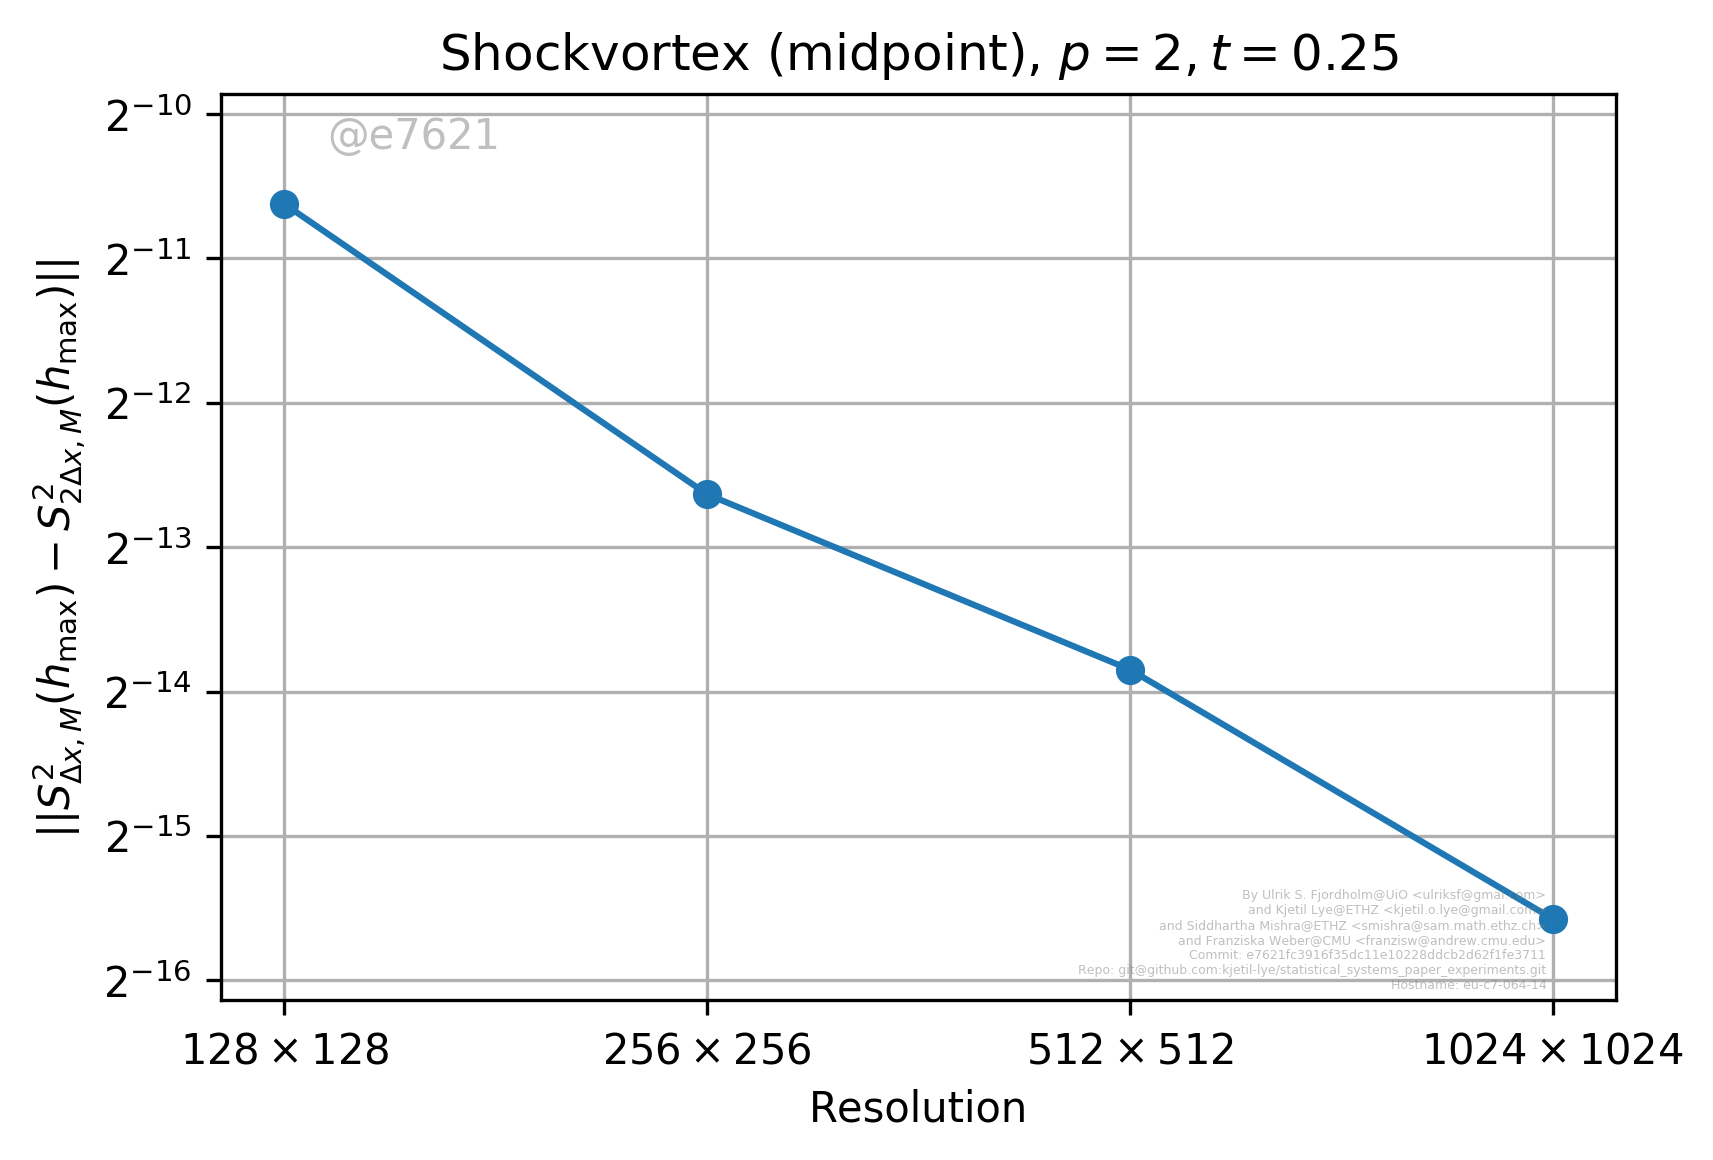 Shockvortex (midpoint), p = 2, t = 0.25
@e7621
2⁻¹⁰
2⁻¹¹
2⁻¹²
2⁻¹³
2⁻¹⁴
2⁻¹⁵
2⁻¹⁶
||S²_{Δx,M}(h_max) − S²_{2Δx,M}(h_max)||
By Ulrik S. Fjordholm@UiO <ulriksf@gmail.com>
and Kjetil Lye@ETHZ <kjetil.o.lye@gmail.com>
and Siddhartha Mishra@ETHZ <smishra@sam.math.ethz.ch>
and Franziska Weber@CMU <franzisw@andrew.cmu.edu>
Commit: e7621fc3916f35dc11e10228ddcb2d62f1fe3711
Repo: git@github.com:kjetil-lye/statistical_systems_paper_experiments.git
Hostname: eu-c7-064-14
128 × 128
256 × 256
512 × 512
1024 × 1024
Resolution